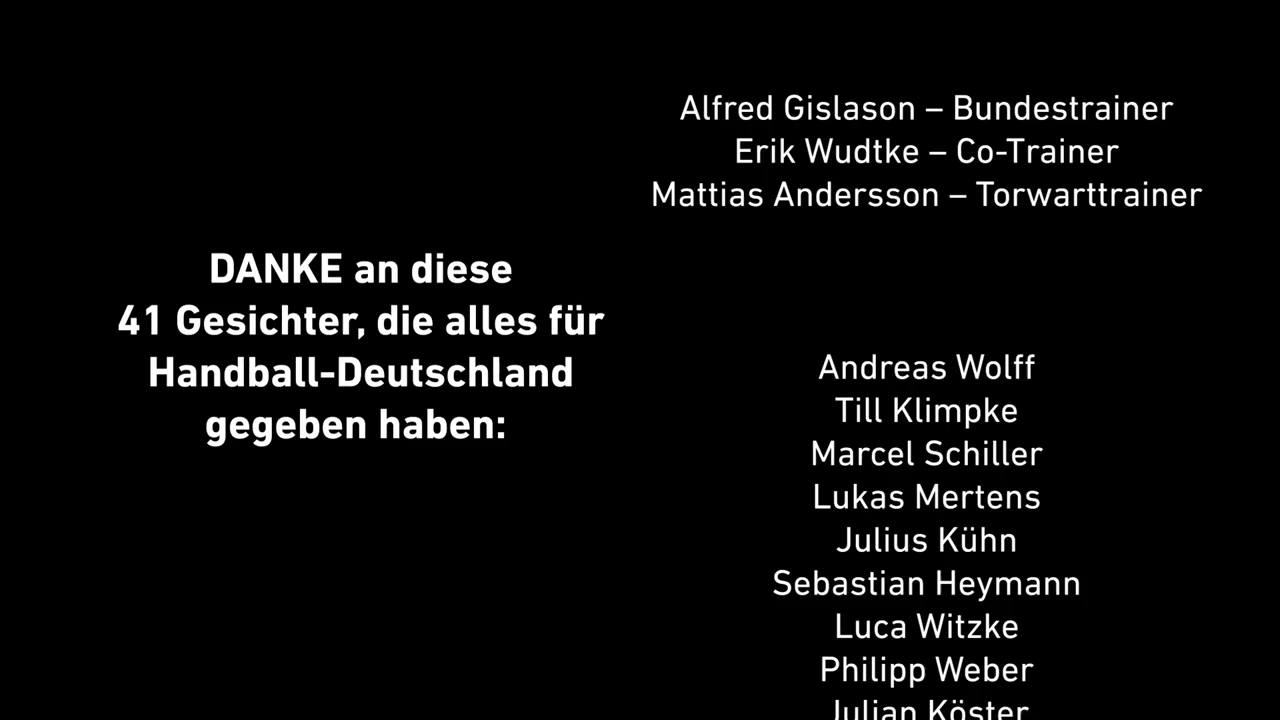 DANKE an diese
41 Gesichter, die alles für
Handball-Deutschland
gegeben haben:
Alfred Gislason – Bundestrainer
Erik Wudtke – Co-Trainer
Mattias Andersson – Torwarttrainer
Andreas Wolff
Till Klimpke
Marcel Schiller
Lukas Mertens
Julius Kühn
Sebastian Heymann
Luca Witzke
Philipp Weber
Julian Köster